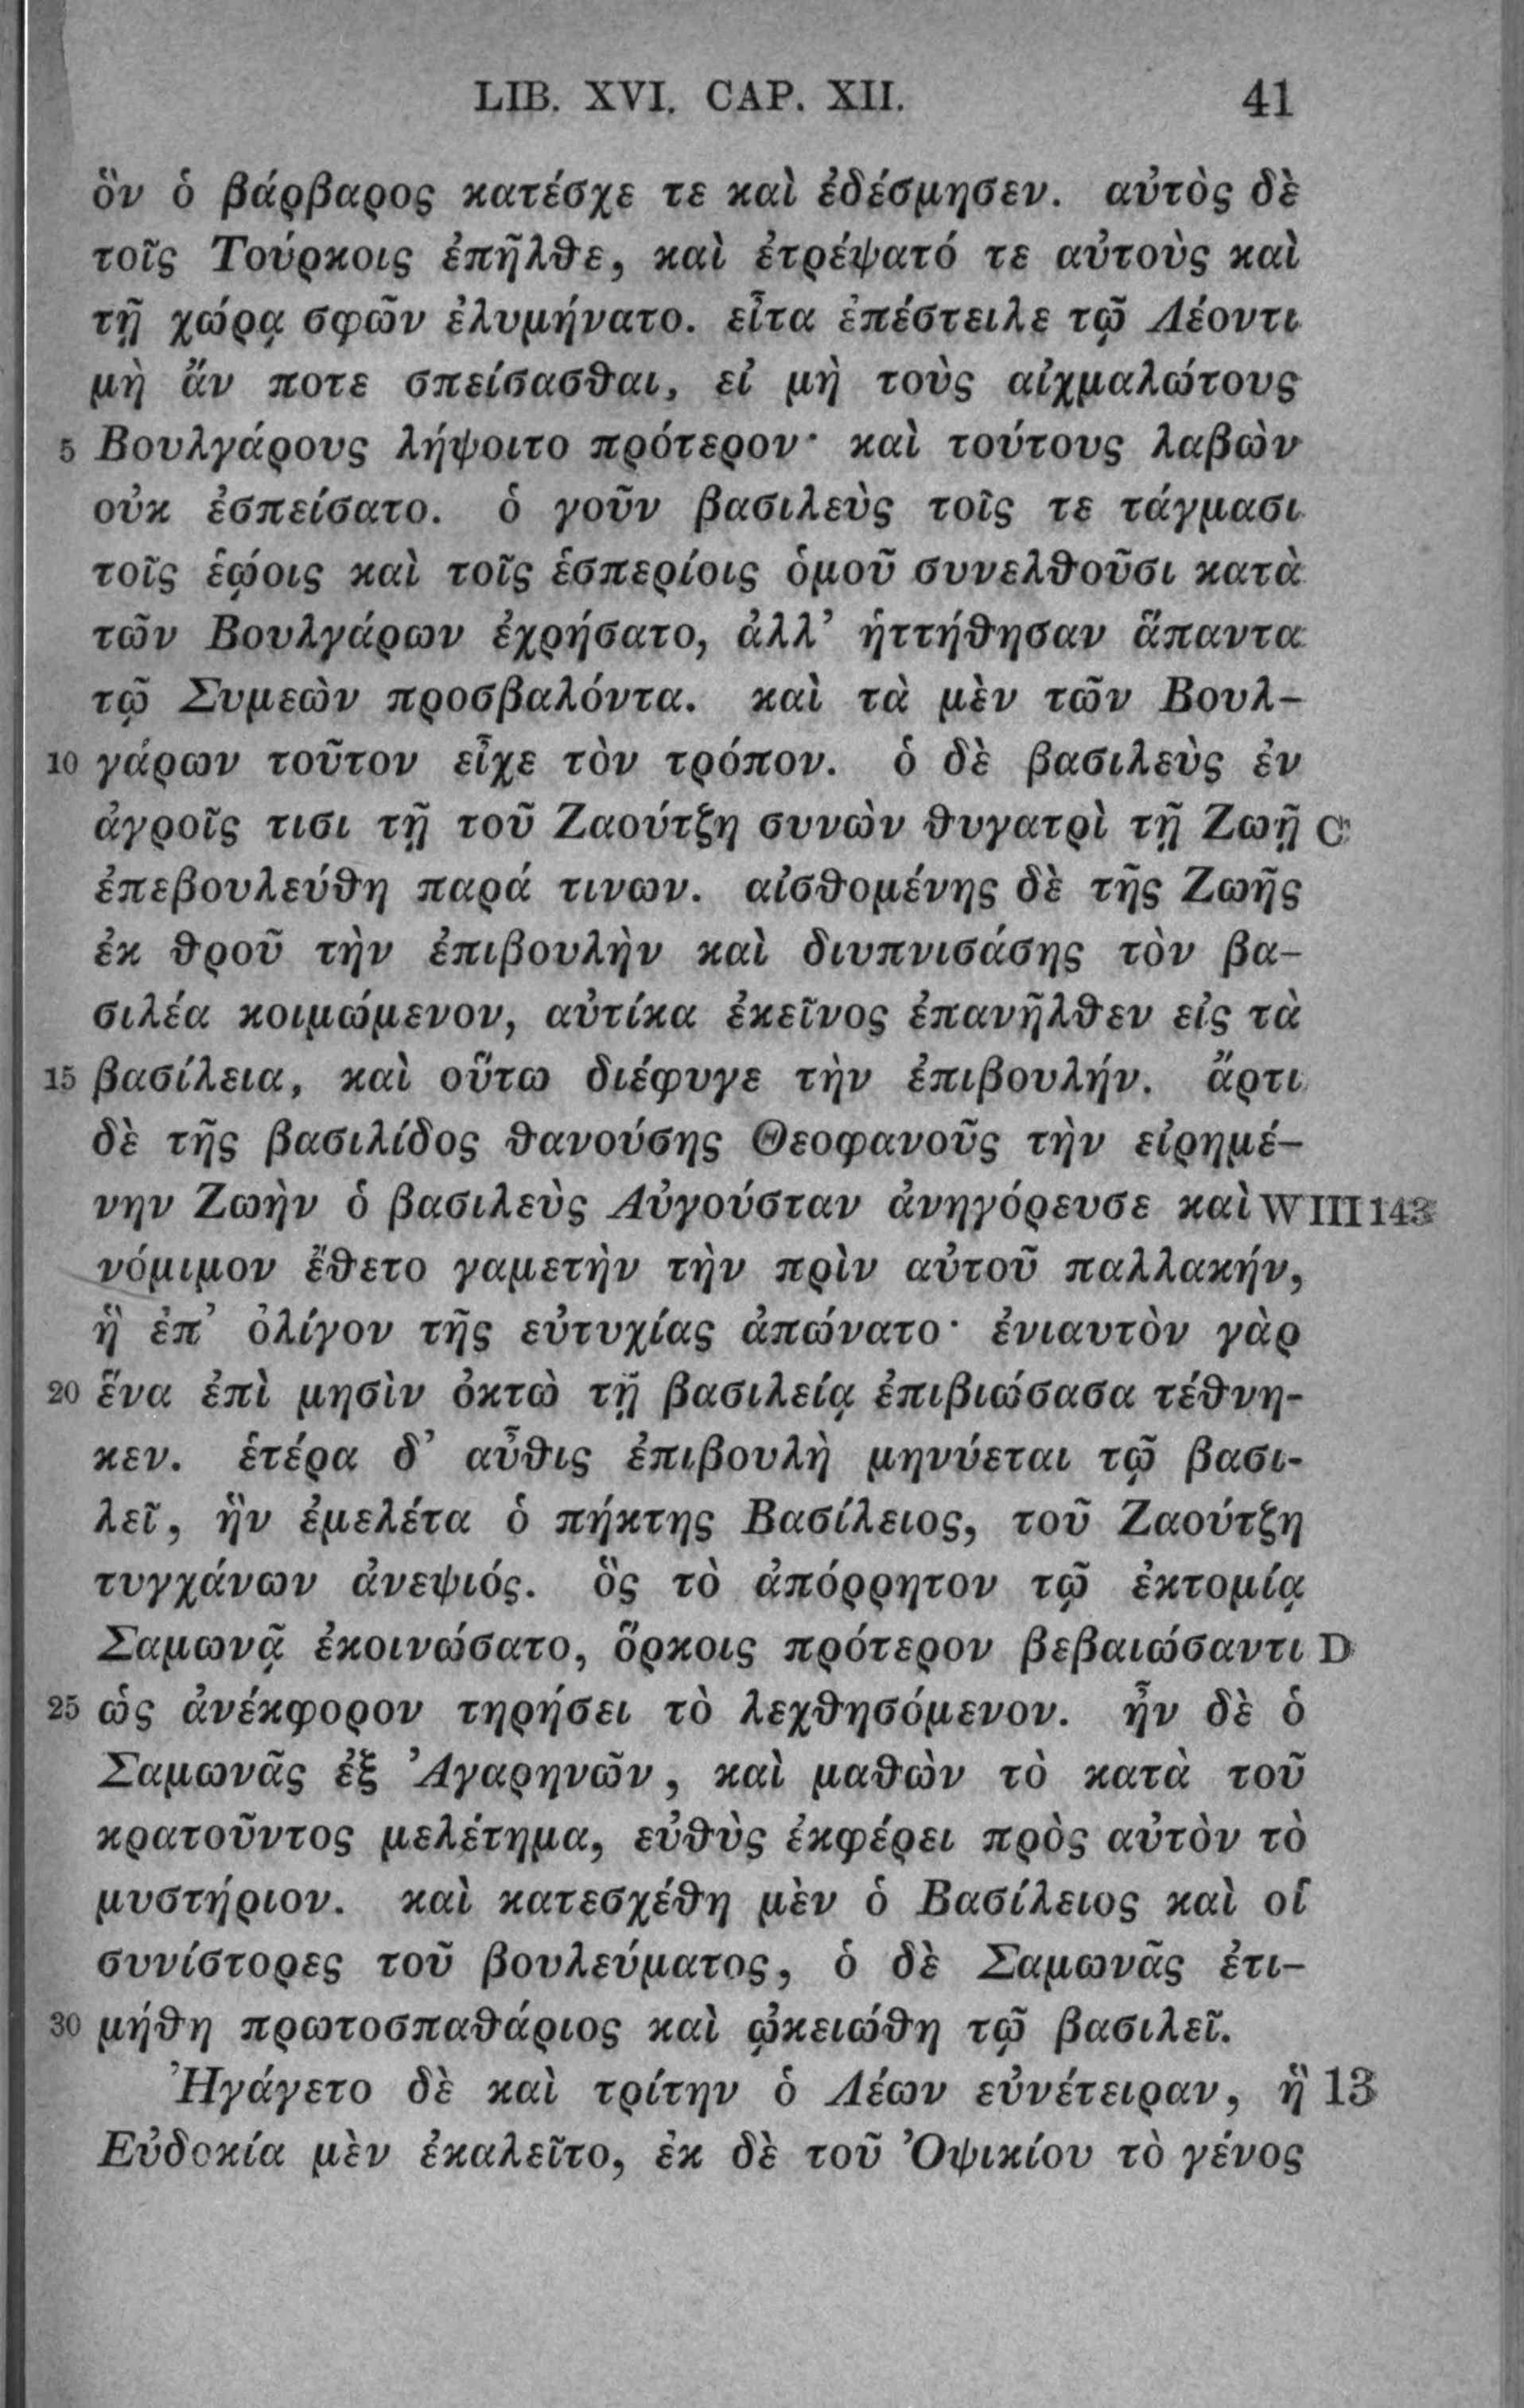 LIB. XVI. CAP. XII. 41
ὃν ὁ βάρβαρος κατέσχε τε καὶ ἐδέσμησεν. αὐτὸς δὲ
τοῖς Τούρκοις ἐπῆλθε, καὶ ἐτρέψατό τε αὐτοὺς καὶ
τῇ χώρᾳ σφῶν ἐλυμήνατο. εἶτα ἐπέστειλε τῷ Λέοντι
μὴ ἄν ποτε σπείσασθαι, εἰ μὴ τοὺς αἰχμαλώτους
5 Βουλγάρους λήψοιτο πρότερον· καὶ τούτους λαβὼν
οὐκ ἐσπείσατο. ὁ γοῦν βασιλεὺς τοῖς τε τάγμασι
τοῖς ἑῴοις καὶ τοῖς ἑσπερίοις ὁμοῦ συνελθοῦσι κατὰ
τῶν Βουλγάρων ἐχρήσατο, ἀλλ’ ἡττήθησαν ἅπαντα
τῷ Συμεὼν προσβαλόντα. καὶ τὰ μὲν τῶν Βουλ-
10 γάρων τοῦτον εἶχε τὸν τρόπον. ὁ δὲ βασιλεὺς ἐν
ἀγροῖς τισι τῇ τοῦ Ζαούτζη συνὼν θυγατρὶ τῇ Ζωῇ C
ἐπεβουλεύθη παρά τινων. αἰσθομένης δὲ τῆς Ζωῆς
ἐκ θροῦ τὴν ἐπιβουλὴν καὶ διυπνισάσης τὸν βα-
σιλέα κοιμώμενον, αὐτίκα ἐκεῖνος ἐπανῆλθεν εἰς τὰ
15 βασίλεια, καὶ οὕτω διέφυγε τὴν ἐπιβουλήν. ἄρτι
δὲ τῆς βασιλίδος θανούσης Θεοφανοῦς τὴν εἰρημέ-
νην Ζωὴν ὁ βασιλεὺς Αὐγούσταν ἀνηγόρευσε καὶ W III 143
νόμιμον ἔθετο γαμετὴν τὴν πρὶν αὐτοῦ παλλακήν,
ἣ ἐπ’ ὀλίγον τῆς εὐτυχίας ἀπώνατο· ἐνιαυτὸν γὰρ
20 ἕνα ἐπὶ μησὶν ὀκτὼ τῇ βασιλείᾳ ἐπιβιώσασα τέθνη-
κεν. ἑτέρα δ’ αὖθις ἐπιβουλὴ μηνύεται τῷ βασι-
λεῖ, ἣν ἐμελέτα ὁ πήκτης Βασίλειος, τοῦ Ζαούτζη
τυγχάνων ἀνεψιός. ὃς τὸ ἀπόρρητον τῷ ἐκτομίᾳ
Σαμωνᾷ ἐκοινώσατο, ὅρκοις πρότερον βεβαιώσαντι D
25 ὡς ἀνέκφορον τηρήσει τὸ λεχθησόμενον. ἦν δὲ ὁ
Σαμωνᾶς ἐξ Ἀγαρηνῶν, καὶ μαθὼν τὸ κατὰ τοῦ
κρατοῦντος μελέτημα, εὐθὺς ἐκφέρει πρὸς αὐτὸν τὸ
μυστήριον. καὶ κατεσχέθη μὲν ὁ Βασίλειος καὶ οἱ
συνίστορες τοῦ βουλεύματος, ὁ δὲ Σαμωνᾶς ἐτι-
30 μήθη πρωτοσπαθάριος καὶ ᾠκειώθη τῷ βασιλεῖ.
Ἠγάγετο δὲ καὶ τρίτην ὁ Λέων εὐνέτειραν, ἣ 13
Εὐδοκία μὲν ἐκαλεῖτο, ἐκ δὲ τοῦ Ὀψικίου τὸ γένος